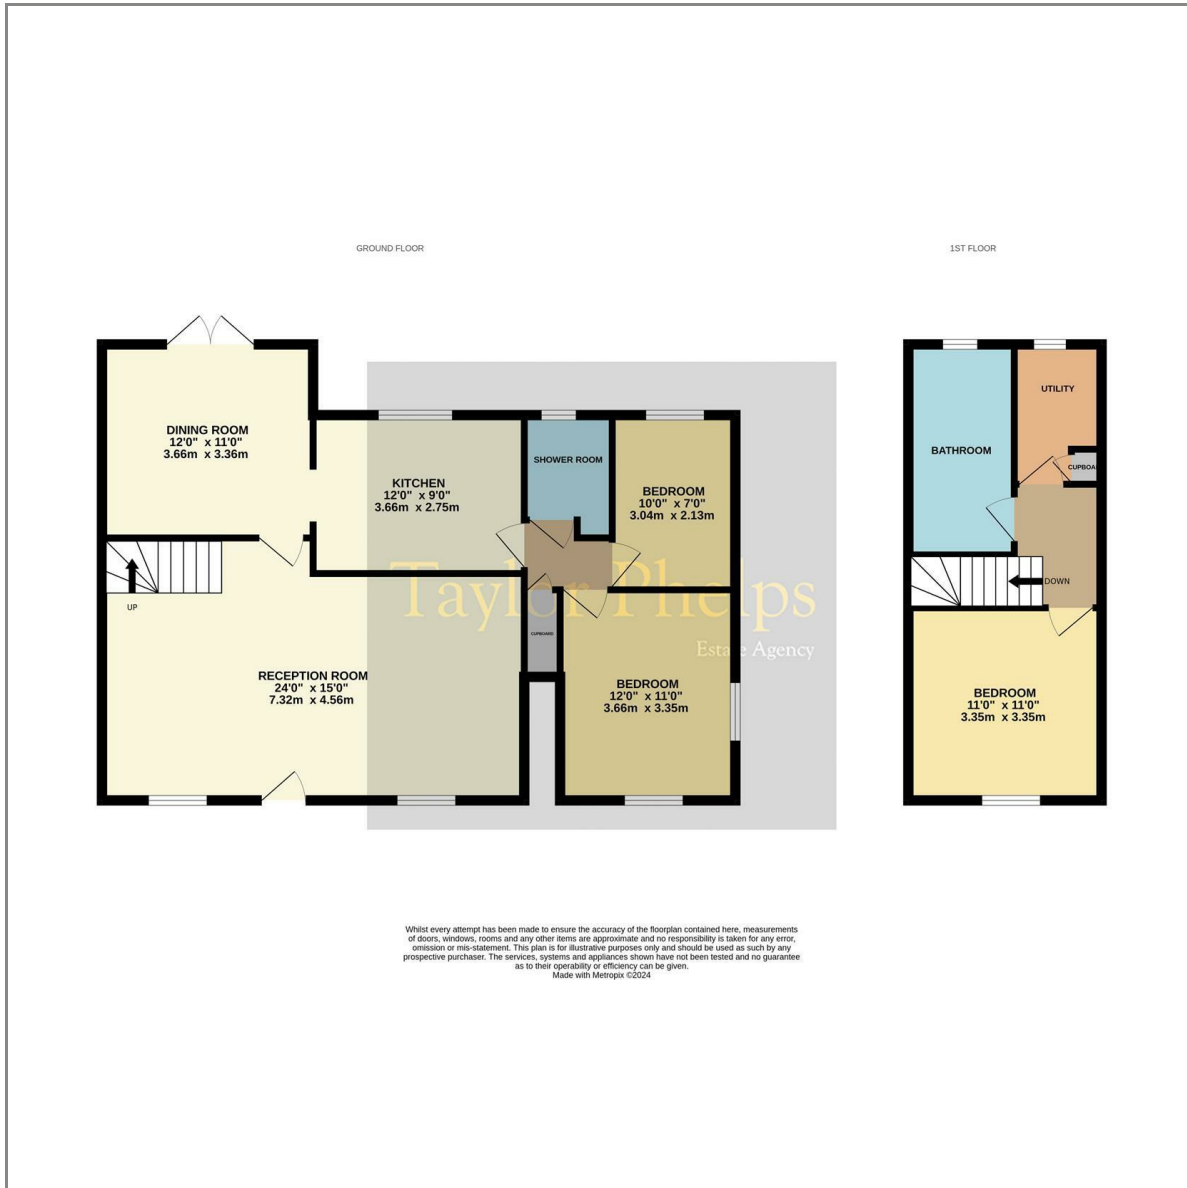 GROUND FLOOR
1ST FLOOR
DINING ROOM
12'0" x 11'0"
3.66m x 3.36m
KITCHEN
12'0" x 9'0"
3.66m x 2.75m
SHOWER ROOM
BEDROOM
10'0" x 7'0"
3.04m x 2.13m
UP
RECEPTION ROOM
24'0" x 15'0"
7.32m x 4.56m
CUPBOARD
BEDROOM
12'0" x 11'0"
3.66m x 3.35m
Taylor Phelps
Estate Agency
UTILITY
BATHROOM
CUPBOA
DOWN
BEDROOM
11'0" x 11'0"
3.35m x 3.35m
Whilst every attempt has been made to ensure the accuracy of the floorplan contained here, measurements
of doors, windows, rooms and any other items are approximate and no responsibility is taken for any error,
omission or mis-statement. This plan is for illustrative purposes only and should be used as such by any
prospective purchaser. The services, systems and appliances shown have not been tested and no guarantee
as to their operability or efficiency can be given.
Made with Metropix ©2024